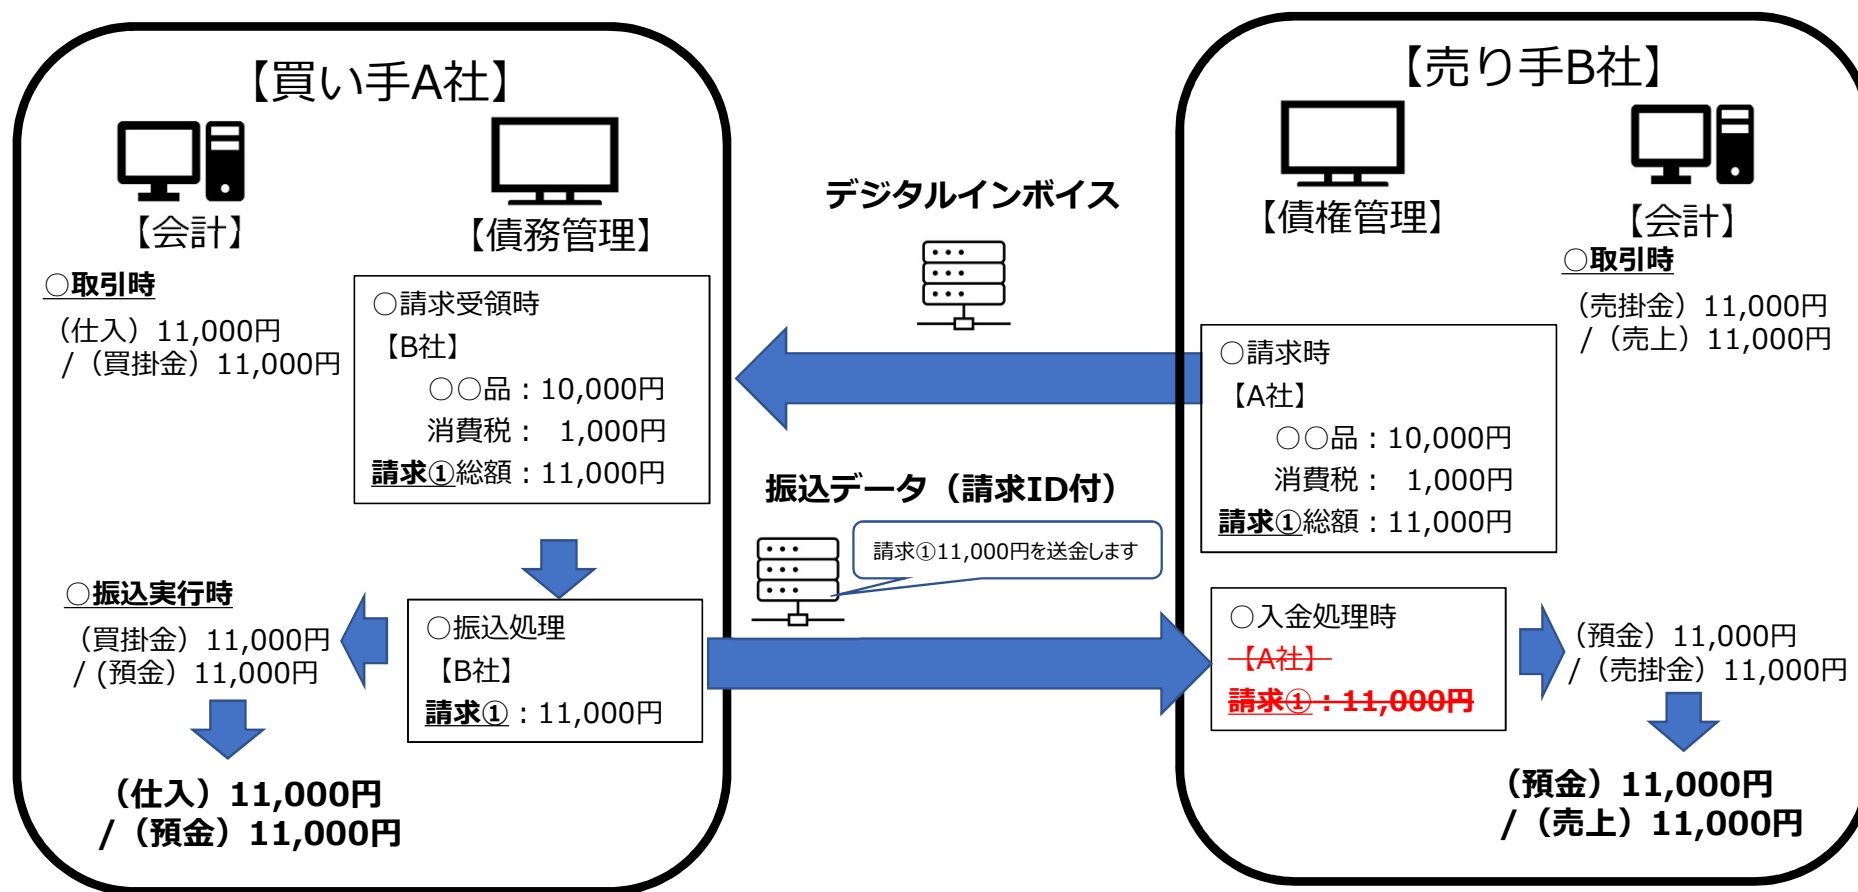 【買い手A社】
【会計】
【債務管理】
○取引時
（仕入）11,000円
/（買掛金）11,000円
○請求受領時
【B社】
○○品：10,000円
消費税： 1,000円
請求①総額：11,000円
○振込実行時
（買掛金）11,000円
/ (預金）11,000円
○振込処理
【B社】
請求①：11,000円
（仕入）11,000円
/（預金）11,000円
デジタルインボイス
振込データ（請求ID付）
請求①11,000円を送金します
【売り手B社】
【債権管理】
【会計】
○取引時
（売掛金）11,000円
/（売上）11,000円
○請求時
【A社】
○○品：10,000円
消費税： 1,000円
請求①総額：11,000円
○入金処理時
【A社】
請求①：11,000円
（預金）11,000円
/（売掛金）11,000円
（預金）11,000円
/（売上）11,000円